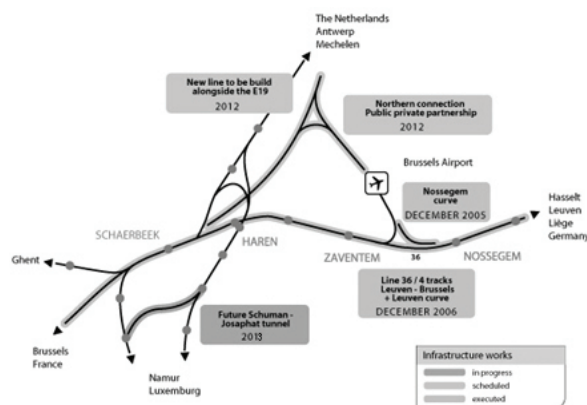 The Netherlands
Antwerp
Mechelen
New line to be build
alongside the E19
2012
Northern connection
Public private partnership
2012
Brussels Airport
Nossegem
curve
DECEMBER 2005
Hasselt
Leuven
Liège
Germany
SCHAERBEEK
HAREN
ZAVENTEM
36
NOSSEGEM
Ghent
Line 36 / 4 tracks
Leuven - Brussels
+ Leuven curve
DECEMBER 2006
Future Schuman -
Josaphat tunnel
2013
Brussels
France
Namur
Luxemburg
Infrastructure works
in progress
scheduled
executed